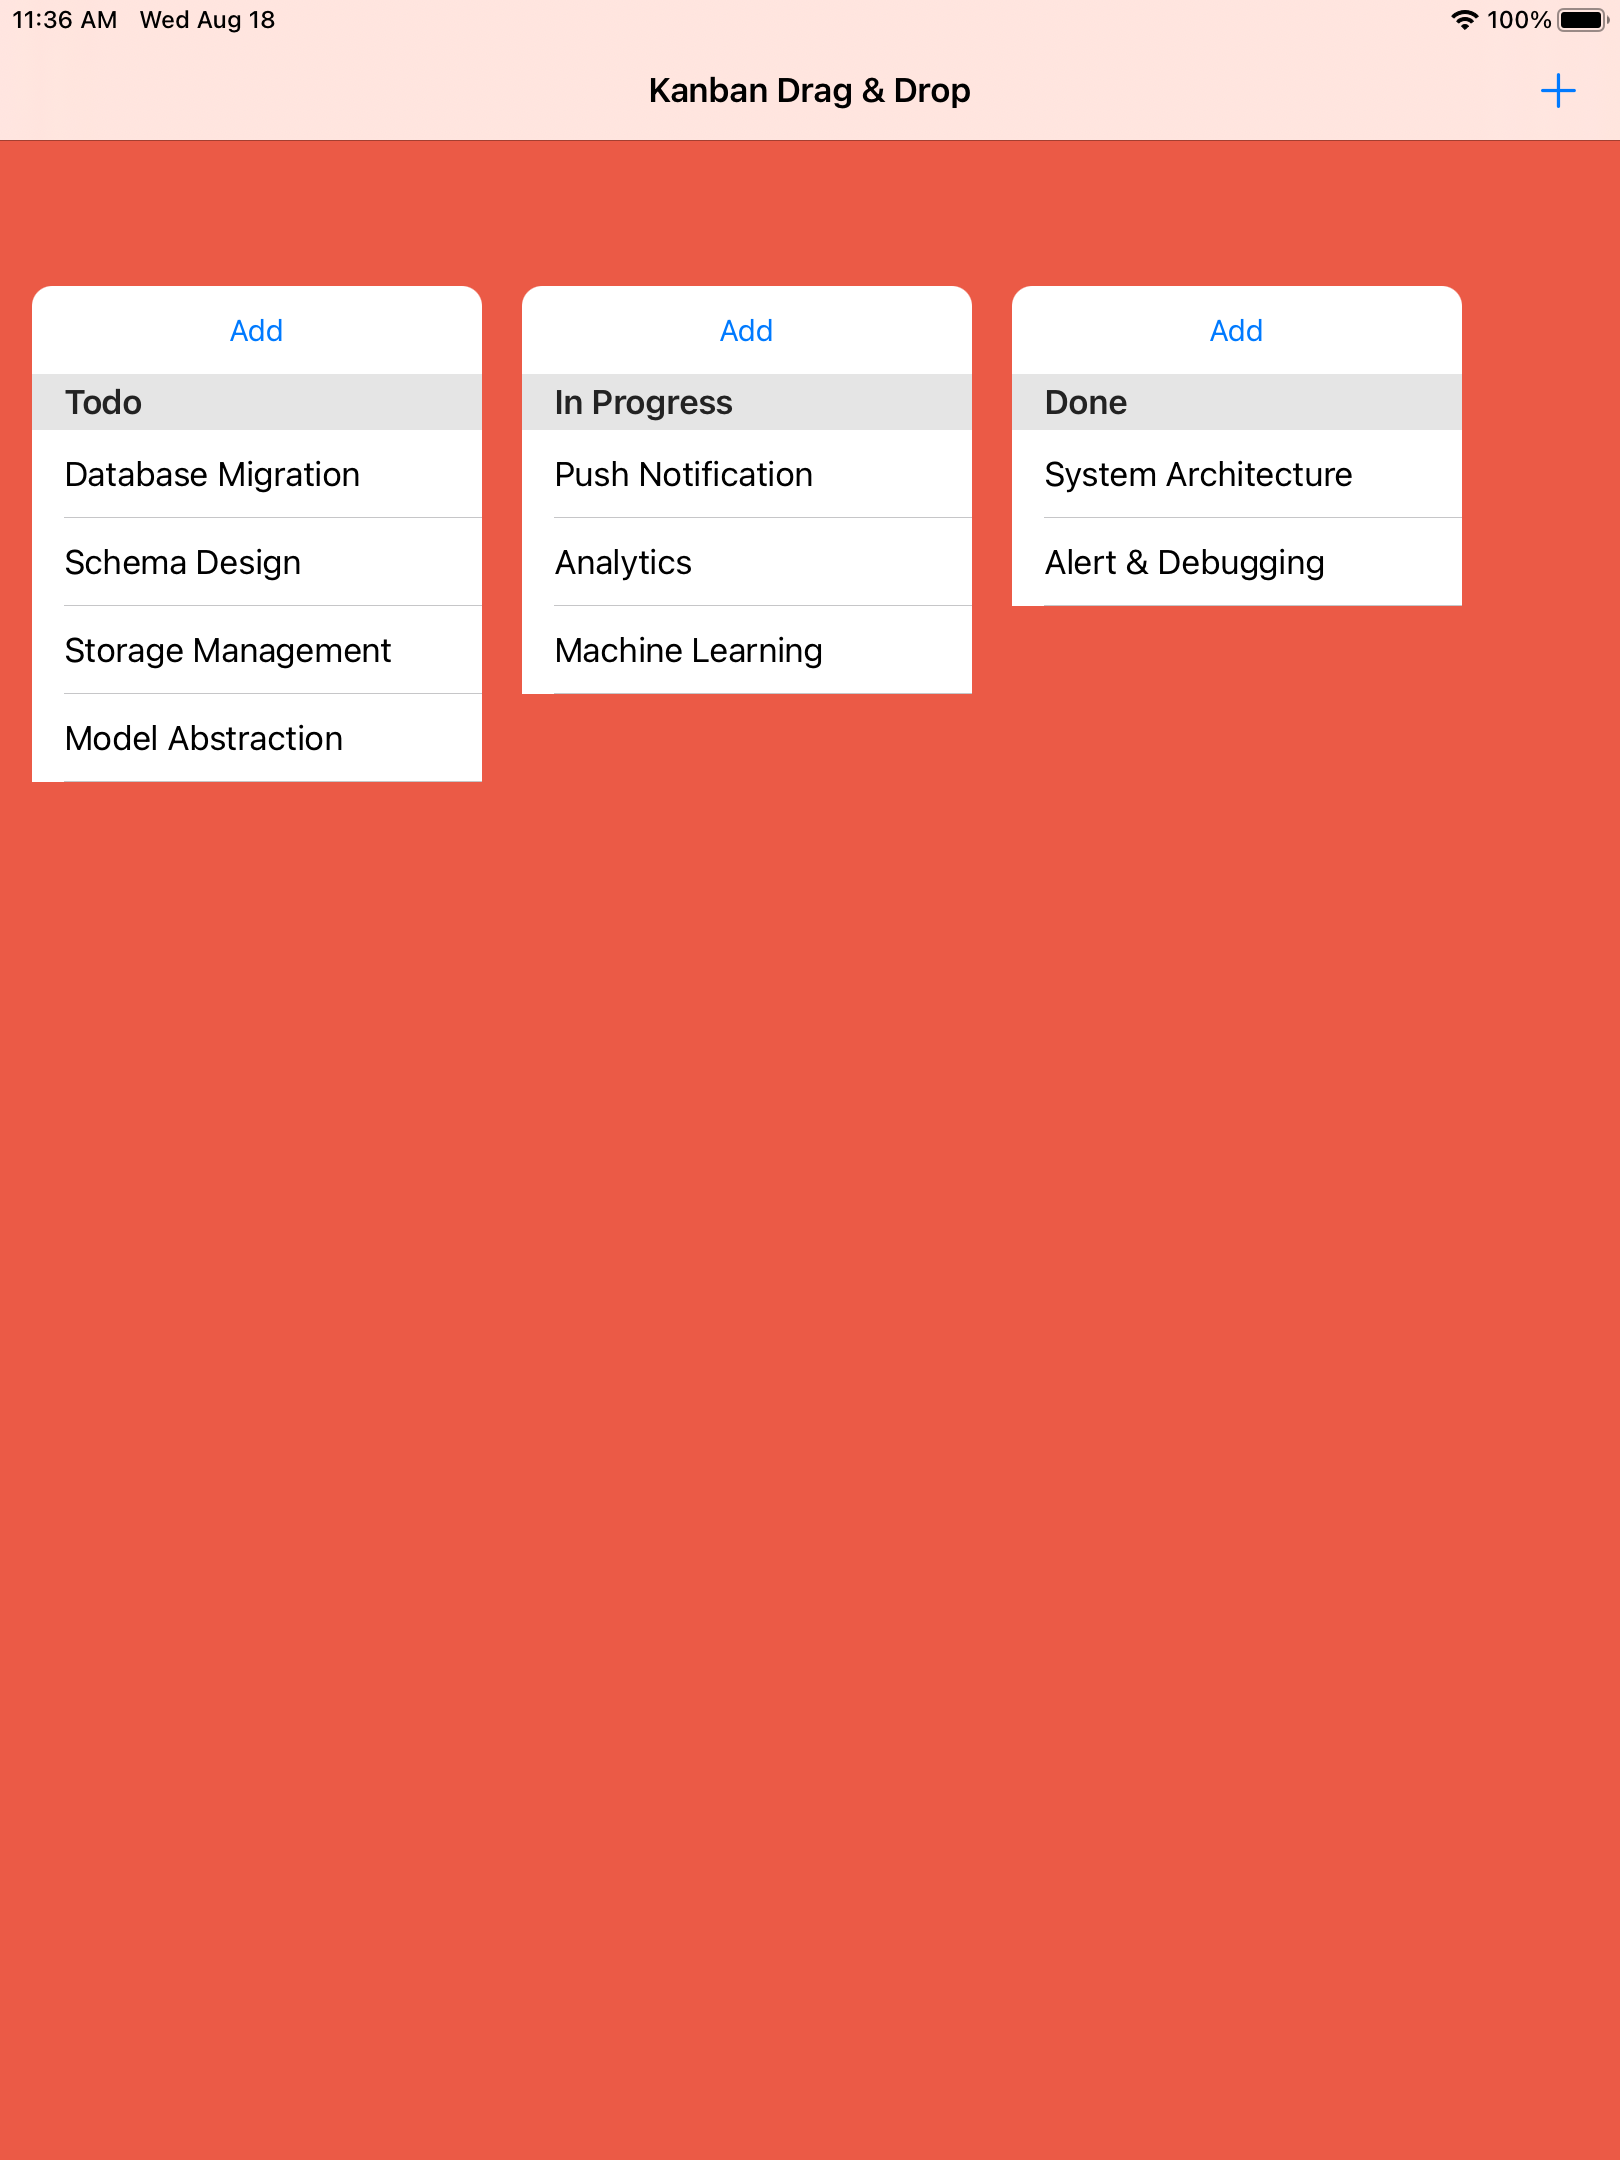 11:36 AM Wed Aug 18 100%
Kanban Drag & Drop
Add
Todo
Database Migration
Schema Design
Storage Management
Model Abstraction
Add
In Progress
Push Notification
Analytics
Machine Learning
Add
Done
System Architecture
Alert & Debugging